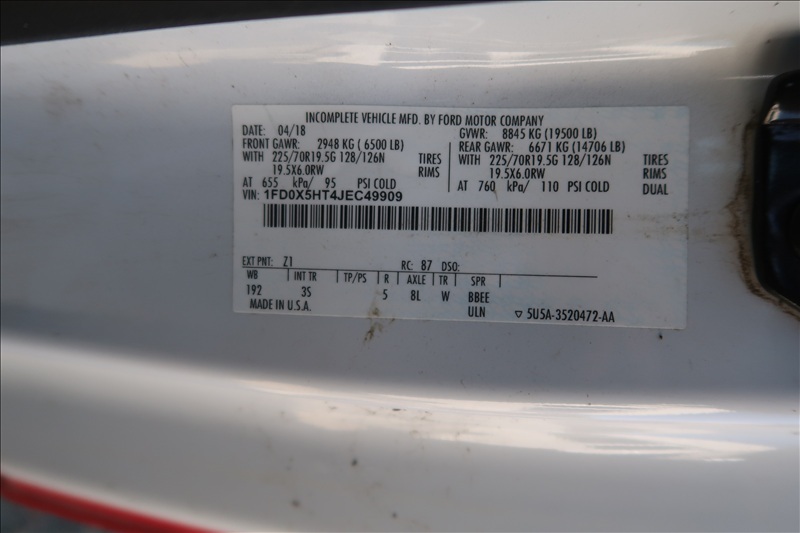 INCOMPLETE VEHICLE MFD. BY FORD MOTOR COMPANY
DATE: 04/18 GVWR: 8845 KG (19500 LB)
FRONT GAWR: 2948 KG ( 6500 LB) REAR GAWR: 6671 KG (14706 LB)
WITH 225/70R19.5G 128/126N TIRES WITH 225/70R19.5G 128/126N TIRES
19.5X6.0RW RIMS 19.5X6.0RW RIMS
AT 655 kPa/ 95 PSI COLD AT 760 kPa/ 110 PSI COLD DUAL
VIN: 1FD0X5HT4JEC49909
EXT PNT: Z1 RC: 87 DSO:
WB INT TR TP/PS R AXLE TR SPR
192 3S 5 8L W BBEE
MADE IN U.S.A. ULN ▽ 5U5A-3520472-AA